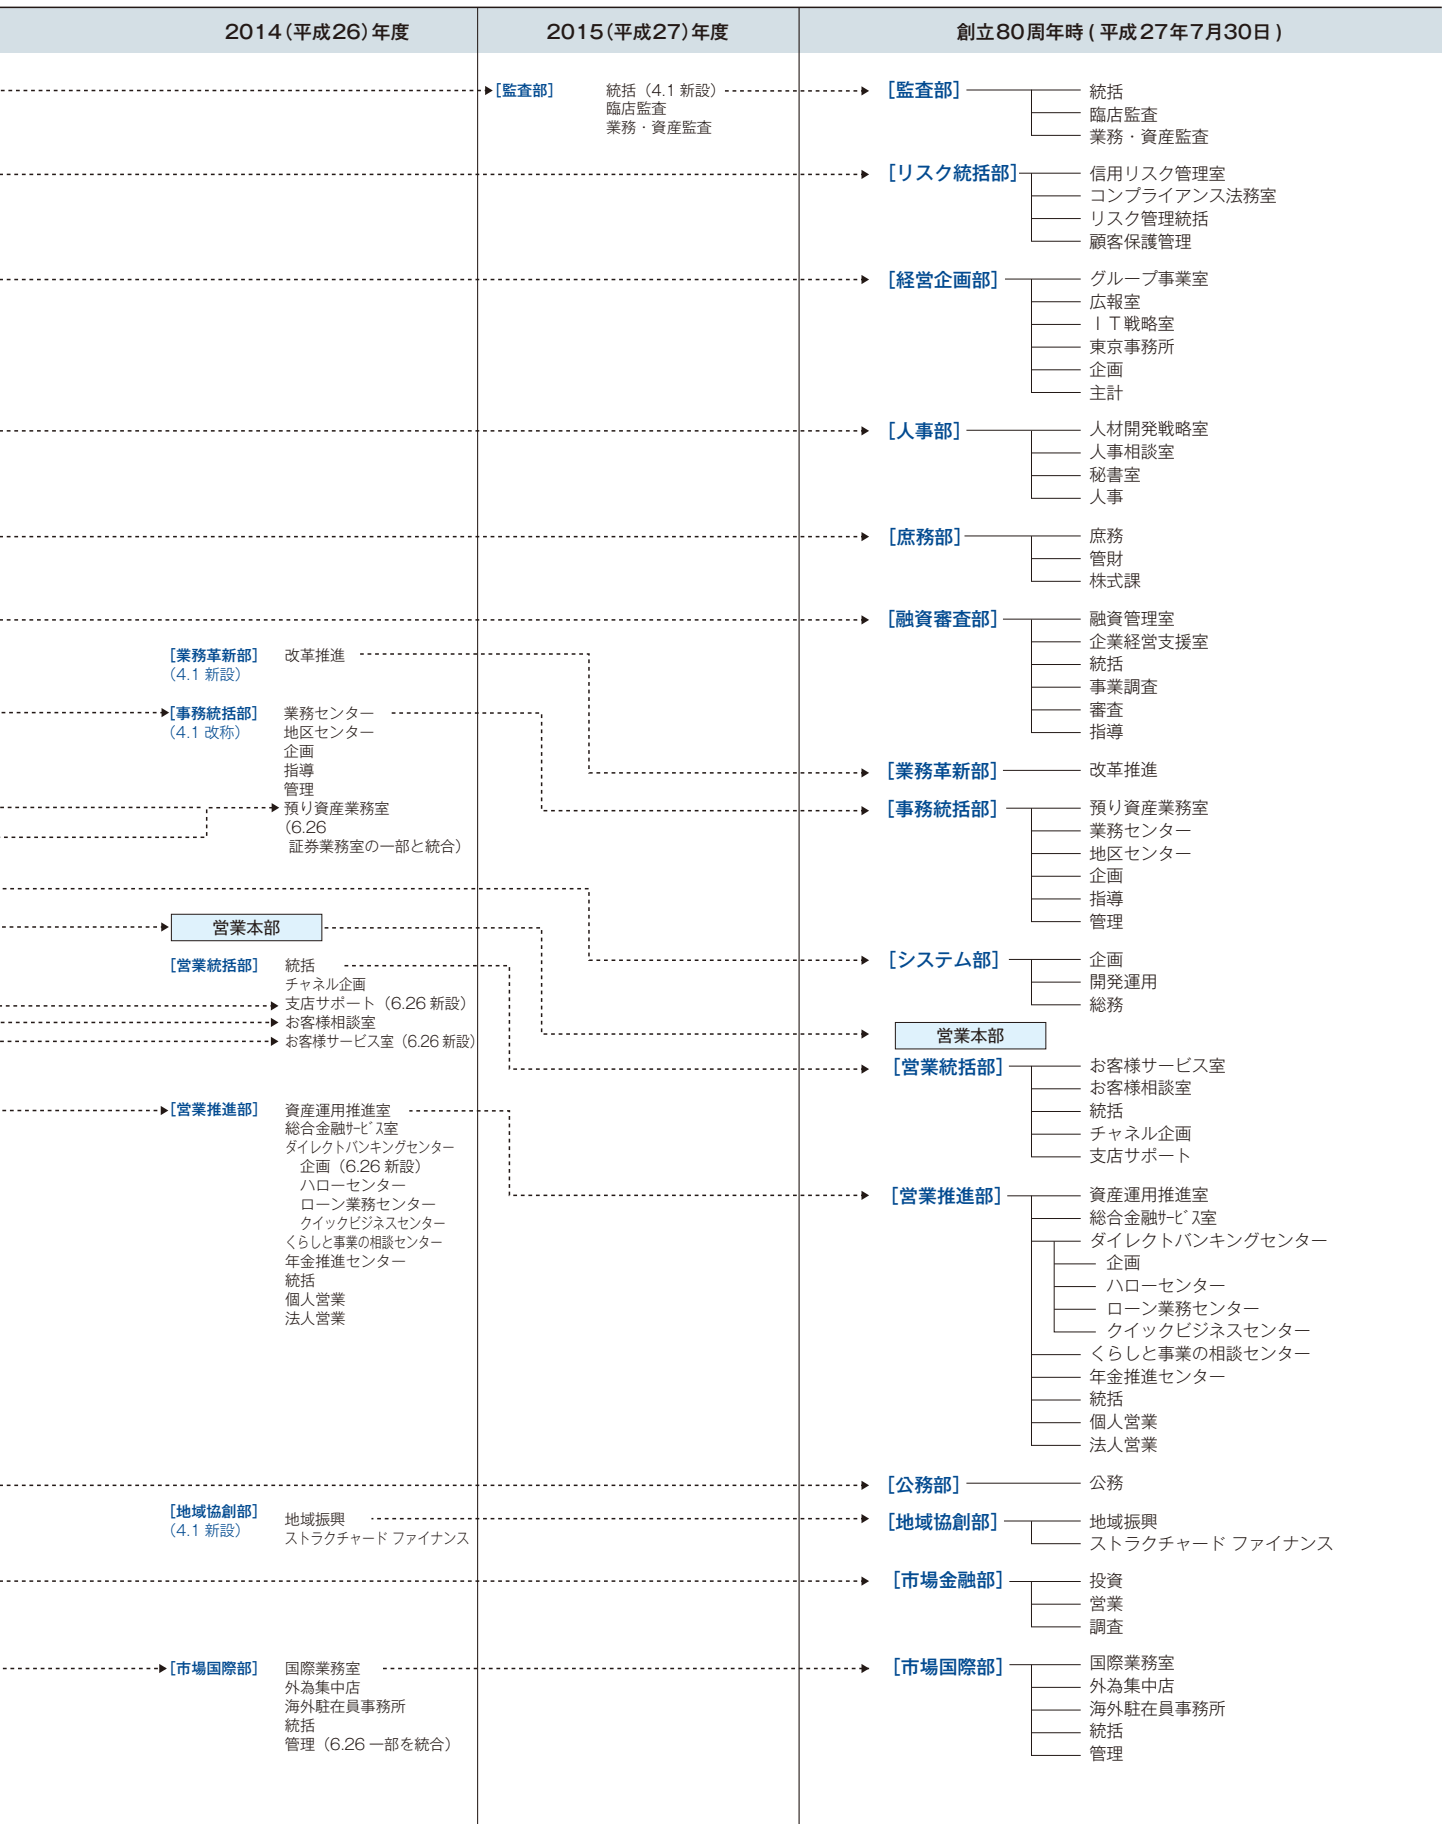 2014(平成26)年度
2015(平成27)年度
創立80周年時(平成27年7月30日)
[監査部]
統括（4.1 新設）
臨店監査
業務・資産監査
[業務革新部]
(4.1 新設)
改革推進
[事務統括部]
(4.1 改称)
業務センター
地区センター
企画
指導
管理
預り資産業務室
(6.26
証券業務室の一部と統合）
営業本部
[営業統括部]
統括
チャネル企画
支店サポート（6.26 新設）
お客様相談室
お客様サービス室（6.26 新設）
[営業推進部]
資産運用推進室
総合金融ｻｰﾋﾞｽ室
ダイレクトバンキングセンター
企画（6.26 新設）
ハローセンター
ローン業務センター
クイックビジネスセンター
くらしと事業の相談センター
年金推進センター
統括
個人営業
法人営業
[地域協創部]
(4.1 新設)
地域振興
ストラクチャード ファイナンス
[市場国際部]
国際業務室
外為集中店
海外駐在員事務所
統括
管理（6.26 一部を統合）
[監査部]
統括
臨店監査
業務・資産監査
[リスク統括部]
信用リスク管理室
コンプライアンス法務室
リスク管理統括
顧客保護管理
[経営企画部]
グループ事業室
広報室
ＩＴ戦略室
東京事務所
企画
主計
[人事部]
人材開発戦略室
人事相談室
秘書室
人事
[庶務部]
庶務
管財
株式課
[融資審査部]
融資管理室
企業経営支援室
統括
事業調査
審査
指導
[業務革新部]
改革推進
[事務統括部]
預り資産業務室
業務センター
地区センター
企画
指導
管理
[システム部]
企画
開発運用
総務
営業本部
[営業統括部]
お客様サービス室
お客様相談室
統括
チャネル企画
支店サポート
[営業推進部]
資産運用推進室
総合金融ｻｰﾋﾞｽ室
ダイレクトバンキングセンター
企画
ハローセンター
ローン業務センター
クイックビジネスセンター
くらしと事業の相談センター
年金推進センター
統括
個人営業
法人営業
[公務部]
公務
[地域協創部]
地域振興
ストラクチャード ファイナンス
[市場金融部]
投資
営業
調査
[市場国際部]
国際業務室
外為集中店
海外駐在員事務所
統括
管理